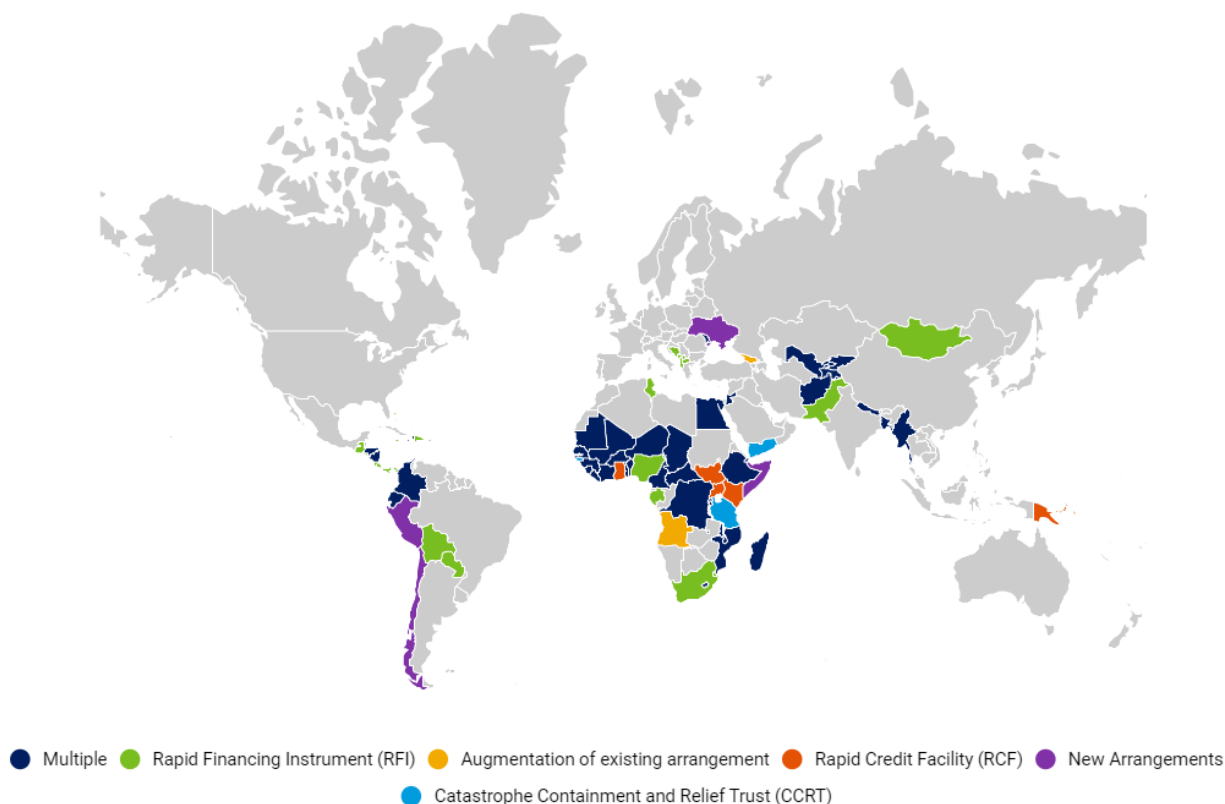 Multiple Rapid Financing Instrument (RFI) Augmentation of existing arrangement Rapid Credit Facility (RCF) New Arrangements
Catastrophe Containment and Relief Trust (CCRT)